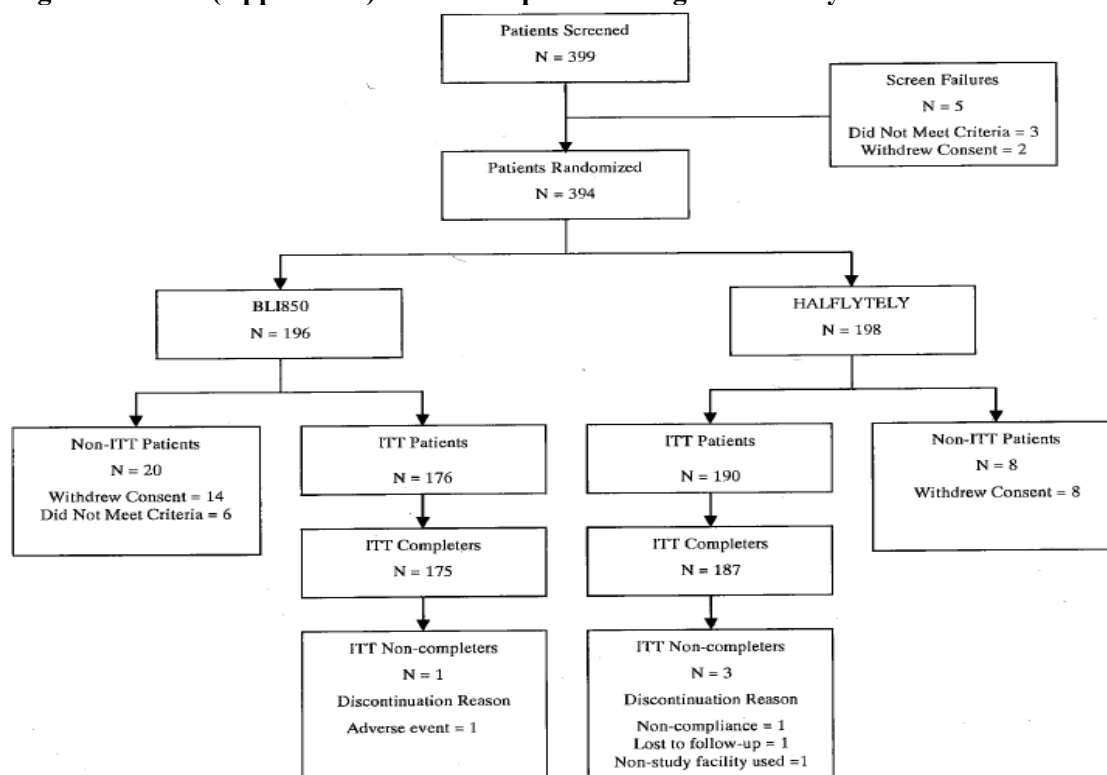 Patients Screened
N = 399
Screen Failures
N = 5
Did Not Meet Criteria = 3
Withdrew Consent = 2
Patients Randomized
N = 394
BLI850
N = 196
HALFLYTELY
N = 198
Non-ITT Patients
N = 20
Withdrew Consent = 14
Did Not Meet Criteria = 6
ITT Patients
N = 176
ITT Patients
N = 190
Non-ITT Patients
N = 8
Withdrew Consent = 8
ITT Completers
N = 175
ITT Completers
N = 187
ITT Non-completers
N = 1
Discontinuation Reason
Adverse event = 1
ITT Non-completers
N = 3
Discontinuation Reason
Non-compliance = 1
Lost to follow-up = 1
Non-study facility used =1